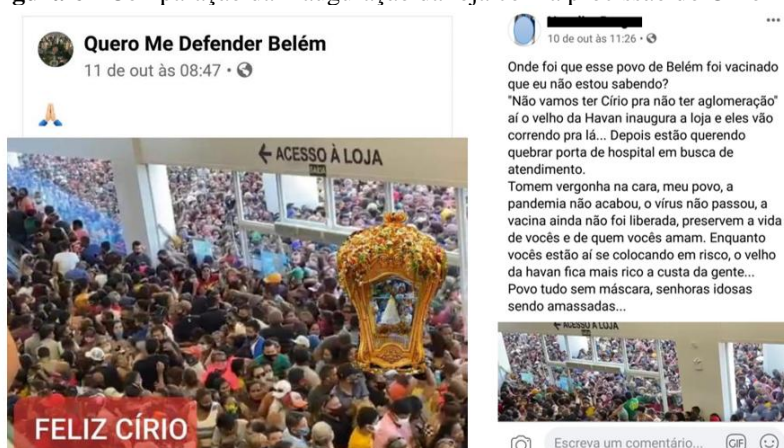 Quero Me Defender Belém
11 de out às 08:47 •
ACESSO À LOJA
SAÍDA
FELIZ CÍRIO
10 de out às 11:26 •
Onde foi que esse povo de Belém foi vacinado
que eu não estou sabendo?
"Não vamos ter Círio pra não ter aglomeração"
aí o velho da Havan inaugura a loja e eles vão
correndo pra lá... Depois estão querendo
quebrar porta de hospital em busca de
atendimento.
Tomem vergonha na cara, meu povo, a
pandemia não acabou, o vírus não passou, a
vacina ainda não foi liberada, preservem a vida
de vocês e de quem vocês amam. Enquanto
vocês estão aí se colocando em risco, o velho
da havan fica mais rico a custa da gente...
Povo tudo sem máscara, senhoras idosas
sendo amassadas...
ACESSO À LOJA
Escreva um comentário...
GIF